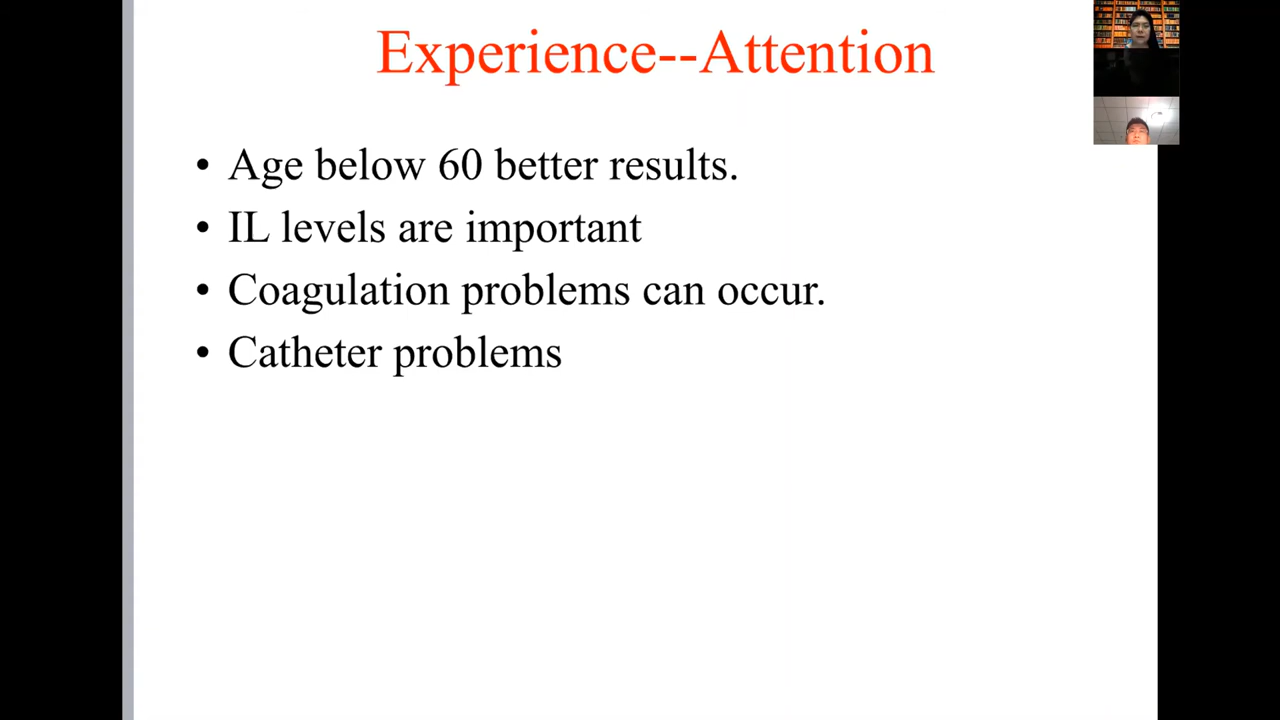 Experience--Attention
• Age below 60 better results.
• IL levels are important
• Coagulation problems can occur.
• Catheter problems